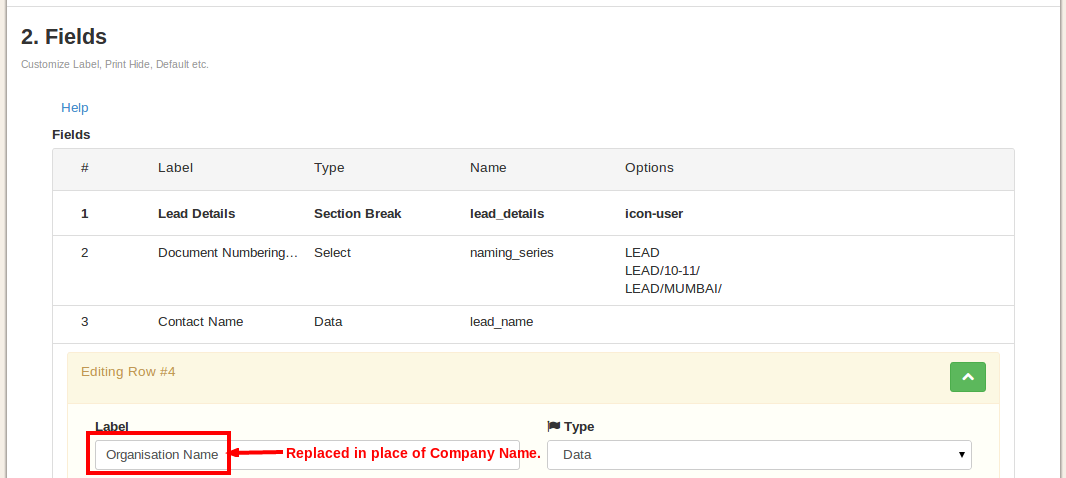 2. Fields
Customize Label, Print Hide, Default etc.
Help
Fields
# Label Type Name Options
1 Lead Details Section Break lead_details icon-user
2 Document Numbering… Select naming_series LEAD
LEAD/10-11/
LEAD/MUMBAI/
3 Contact Name Data lead_name
Editing Row #4
Label Type
Organisation Name Replaced in place of Company Name. Data